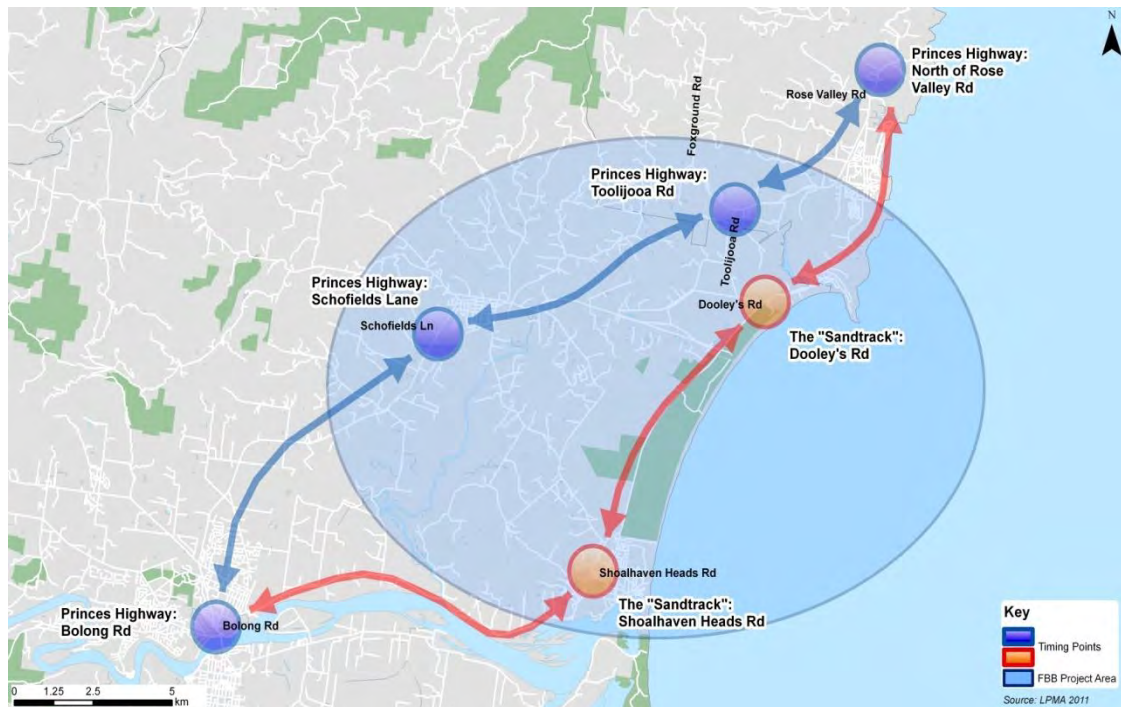 N
Princes Highway:
North of Rose
Valley Rd
Rose Valley Rd
Foxground Rd
Princes Highway:
Toolijooa Rd
Toolijooa Rd
Princes Highway:
Schofields Lane
Schofields Ln
Dooley's Rd
The "Sandtrack":
Dooley's Rd
Shoalhaven Heads Rd
The "Sandtrack":
Shoalhaven Heads Rd
Princes Highway:
Bolong Rd
Bolong Rd
Key
Timing Points
FBB Project Area
Source: LPMA 2011
0 1.25 2.5 5
km